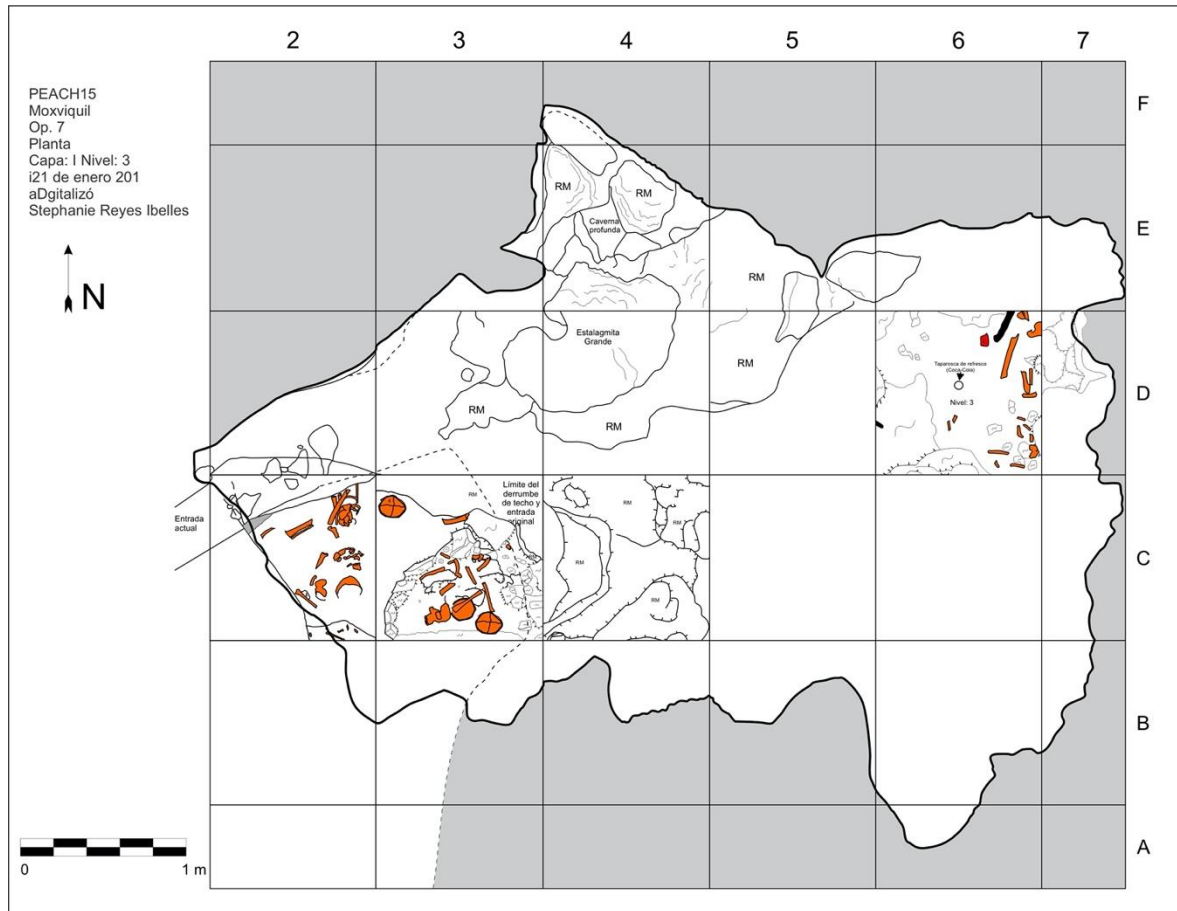 2 3 4 5 6 7
PEACH15
Moxviquil
Op. 7
Planta
Capa: I Nivel: 3
i21 de enero 201
aDgitalizó
Stephanie Reyes Ibelles
N
F
E
D
C
B
A
RM
RM
Caverna
profunda
RM
Estalagmita
Grande
RM
RM
RM
Taparosca de refresco
(Coca-Cola)
Nivel: 3
Entrada
actual
RM
Límite del
derrumbe
de techo y
entrada
original
RM
RM
RM
RM
RM
0 1 m